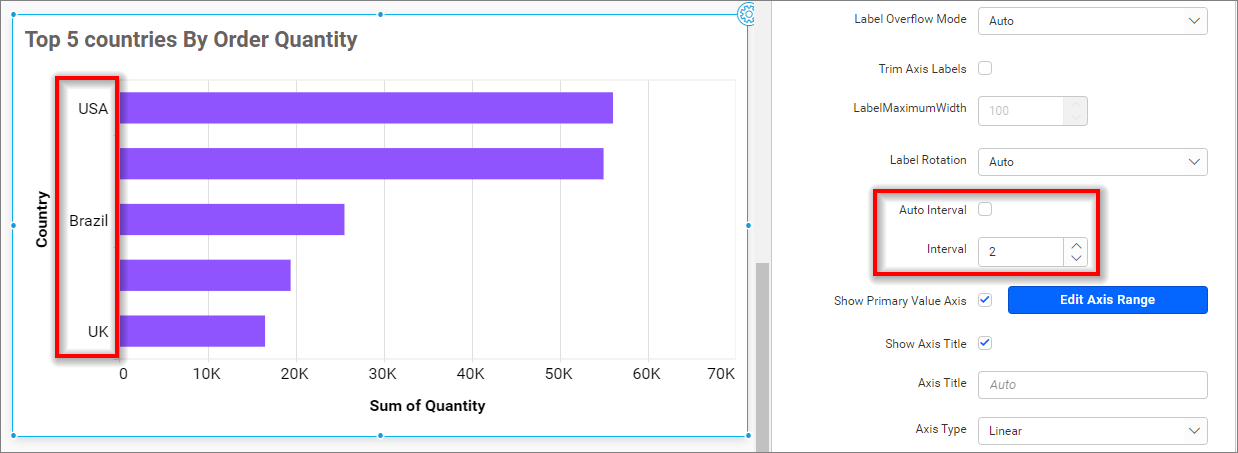 Top 5 countries By Order Quantity
Country
USA
Brazil
UK
0 10K 20K 30K 40K 50K 60K 70K
Sum of Quantity
Label Overflow Mode Auto
Trim Axis Labels
LabelMaximumWidth 100
Label Rotation Auto
Auto Interval
Interval 2
Show Primary Value Axis Edit Axis Range
Show Axis Title
Axis Title Auto
Axis Type Linear